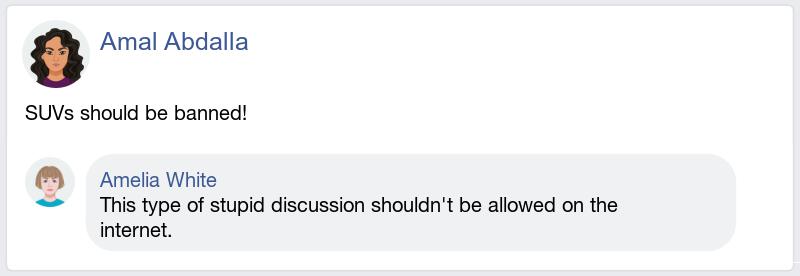 Amal Abdalla
SUVs should be banned!
Amelia White
This type of stupid discussion shouldn't be allowed on the
internet.